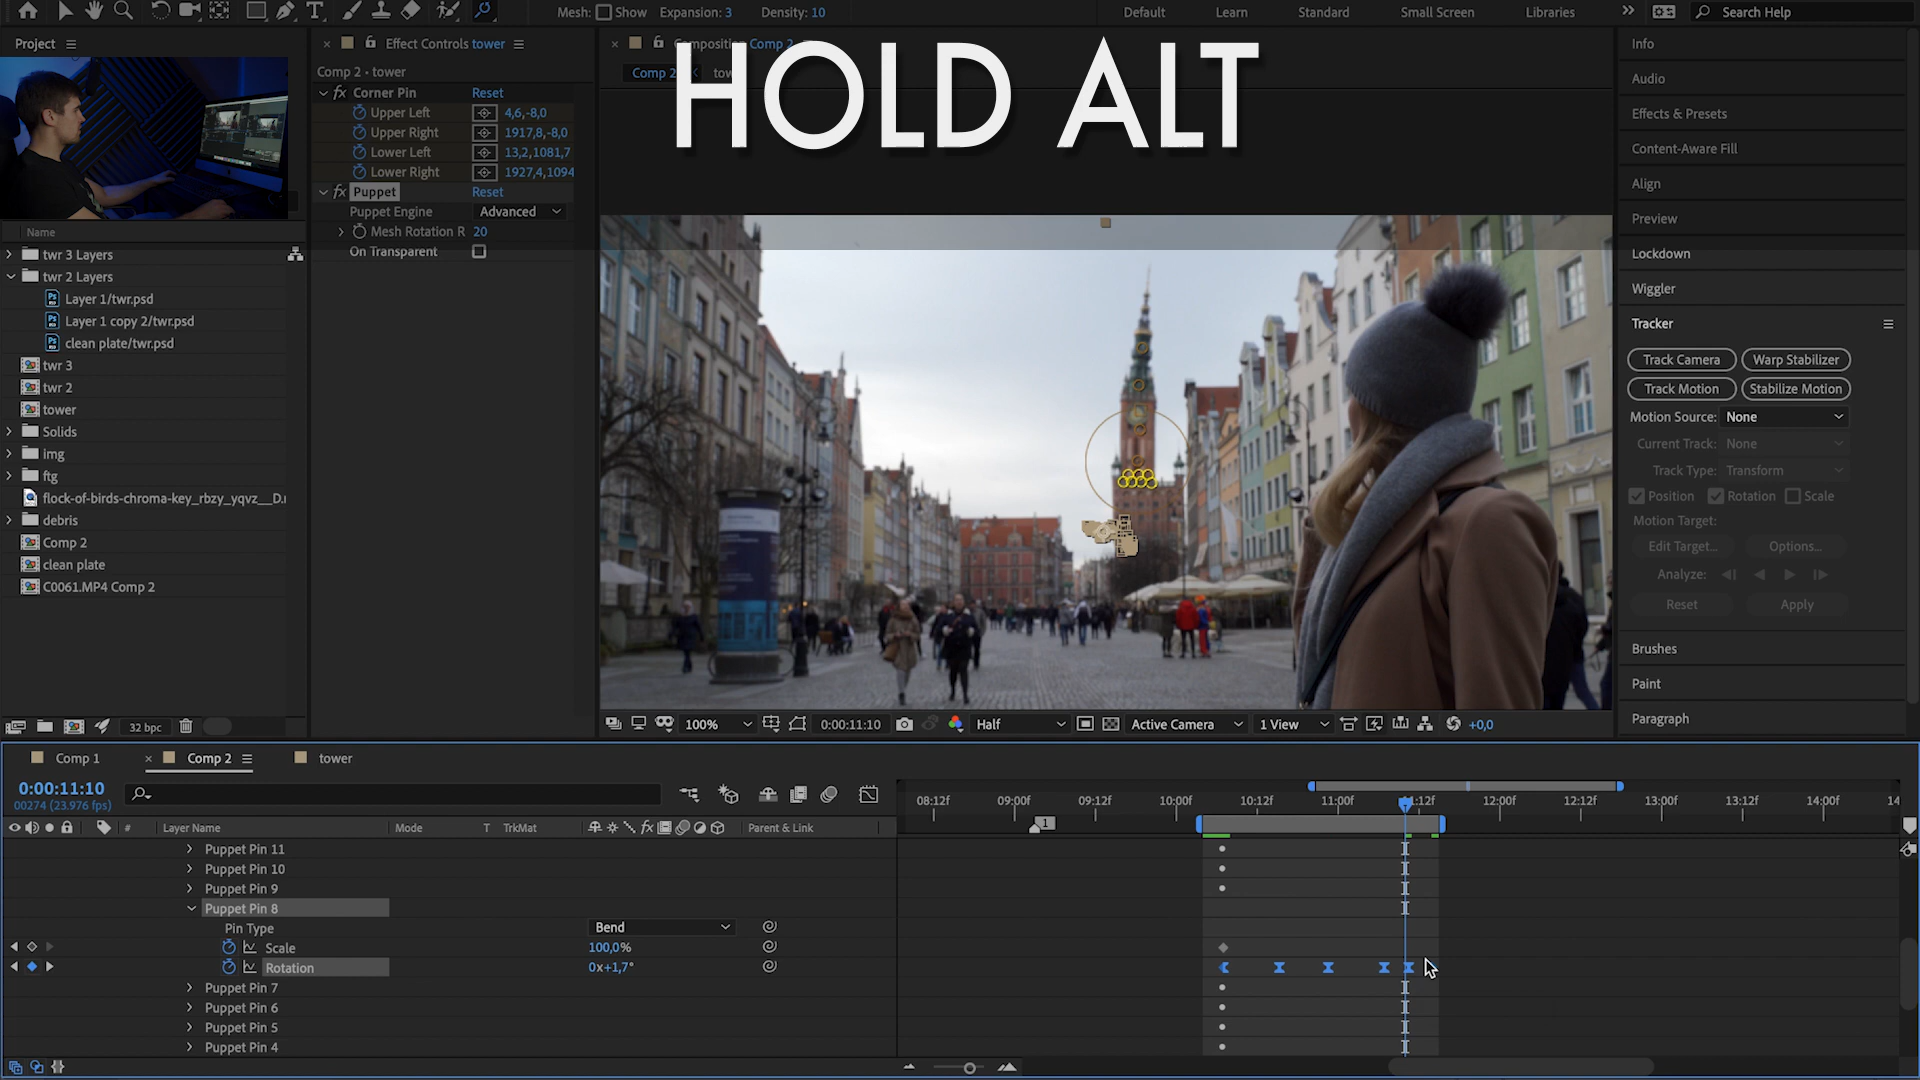 Mesh: Show Expansion: 3 Density: 10 Default Learn Standard Small Screen Libraries Search Help
HOLD ALT
Project
Effect Controls tower
Composition Comp 2
Comp 2 • tower
Comp 2
Corner Pin Reset
Upper Left 4,6,-8,0
Upper Right 1917,8,-8,0
Lower Left 13,2,1081,7
Lower Right 1927,4,1094
Puppet Reset
Puppet Engine Advanced
Mesh Rotation R 20
On Transparent
Name
twr 3 Layers
twr 2 Layers
Layer 1/twr.psd
Layer 1 copy 2/twr.psd
clean plate/twr.psd
twr 3
twr 2
tower
Solids
img
ftg
flock-of-birds-chroma-key_rbzy_yqvz__D.
debris
Comp 2
clean plate
C0061.MP4 Comp 2
32 bpc
Info
Audio
Effects & Presets
Content-Aware Fill
Align
Preview
Lockdown
Wiggler
Tracker
Track Camera Warp Stabilizer
Track Motion Stabilize Motion
Motion Source: None
Current Track: None
Track Type: Transform
Position Rotation Scale
Motion Target:
Edit Target... Options...
Analyze:
Reset Apply
Brushes
Paint
Paragraph
100% 0:00:11:10 Half Active Camera 1 View +0,0
Comp 1 Comp 2 tower
0:00:11:10
00274 (23.976 fps)
# Layer Name Mode T TrkMat fx Parent & Link
08:12f 09:00f 09:12f 10:00f 10:12f 11:00f 12f 12:00f 12:12f 13:00f 13:12f 14:00f 14
1
Puppet Pin 11
Puppet Pin 10
Puppet Pin 9
Puppet Pin 8
Pin Type Bend
Scale 100,0%
Rotation 0x+1,7°
Puppet Pin 7
Puppet Pin 6
Puppet Pin 5
Puppet Pin 4